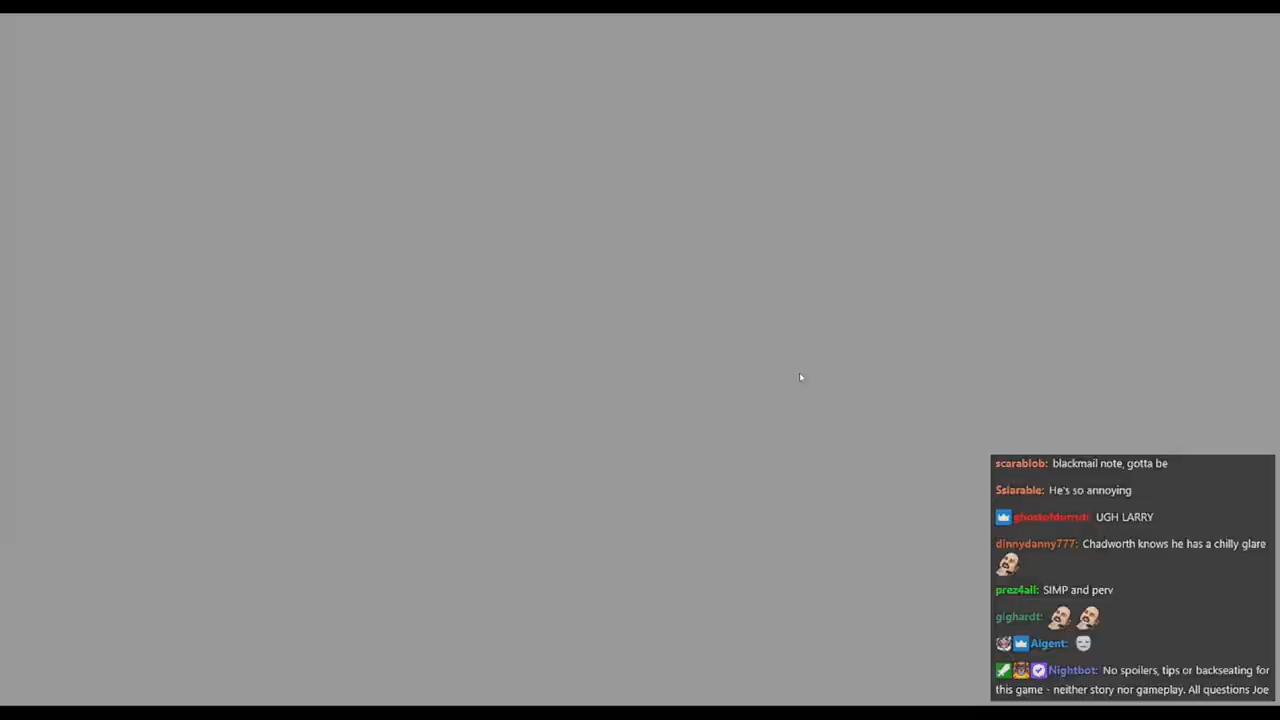 scarablob: blackmail note, gotta be
Sslarable: He's so annoying
UGH LARRY
dinnydanny777: Chadworth knows he has a chilly glare
prez4all: SIMP and perv
gighardt:
Algent:
Nightbot: No spoilers, tips or backseating for
this game - neither story nor gameplay. All questions Joe